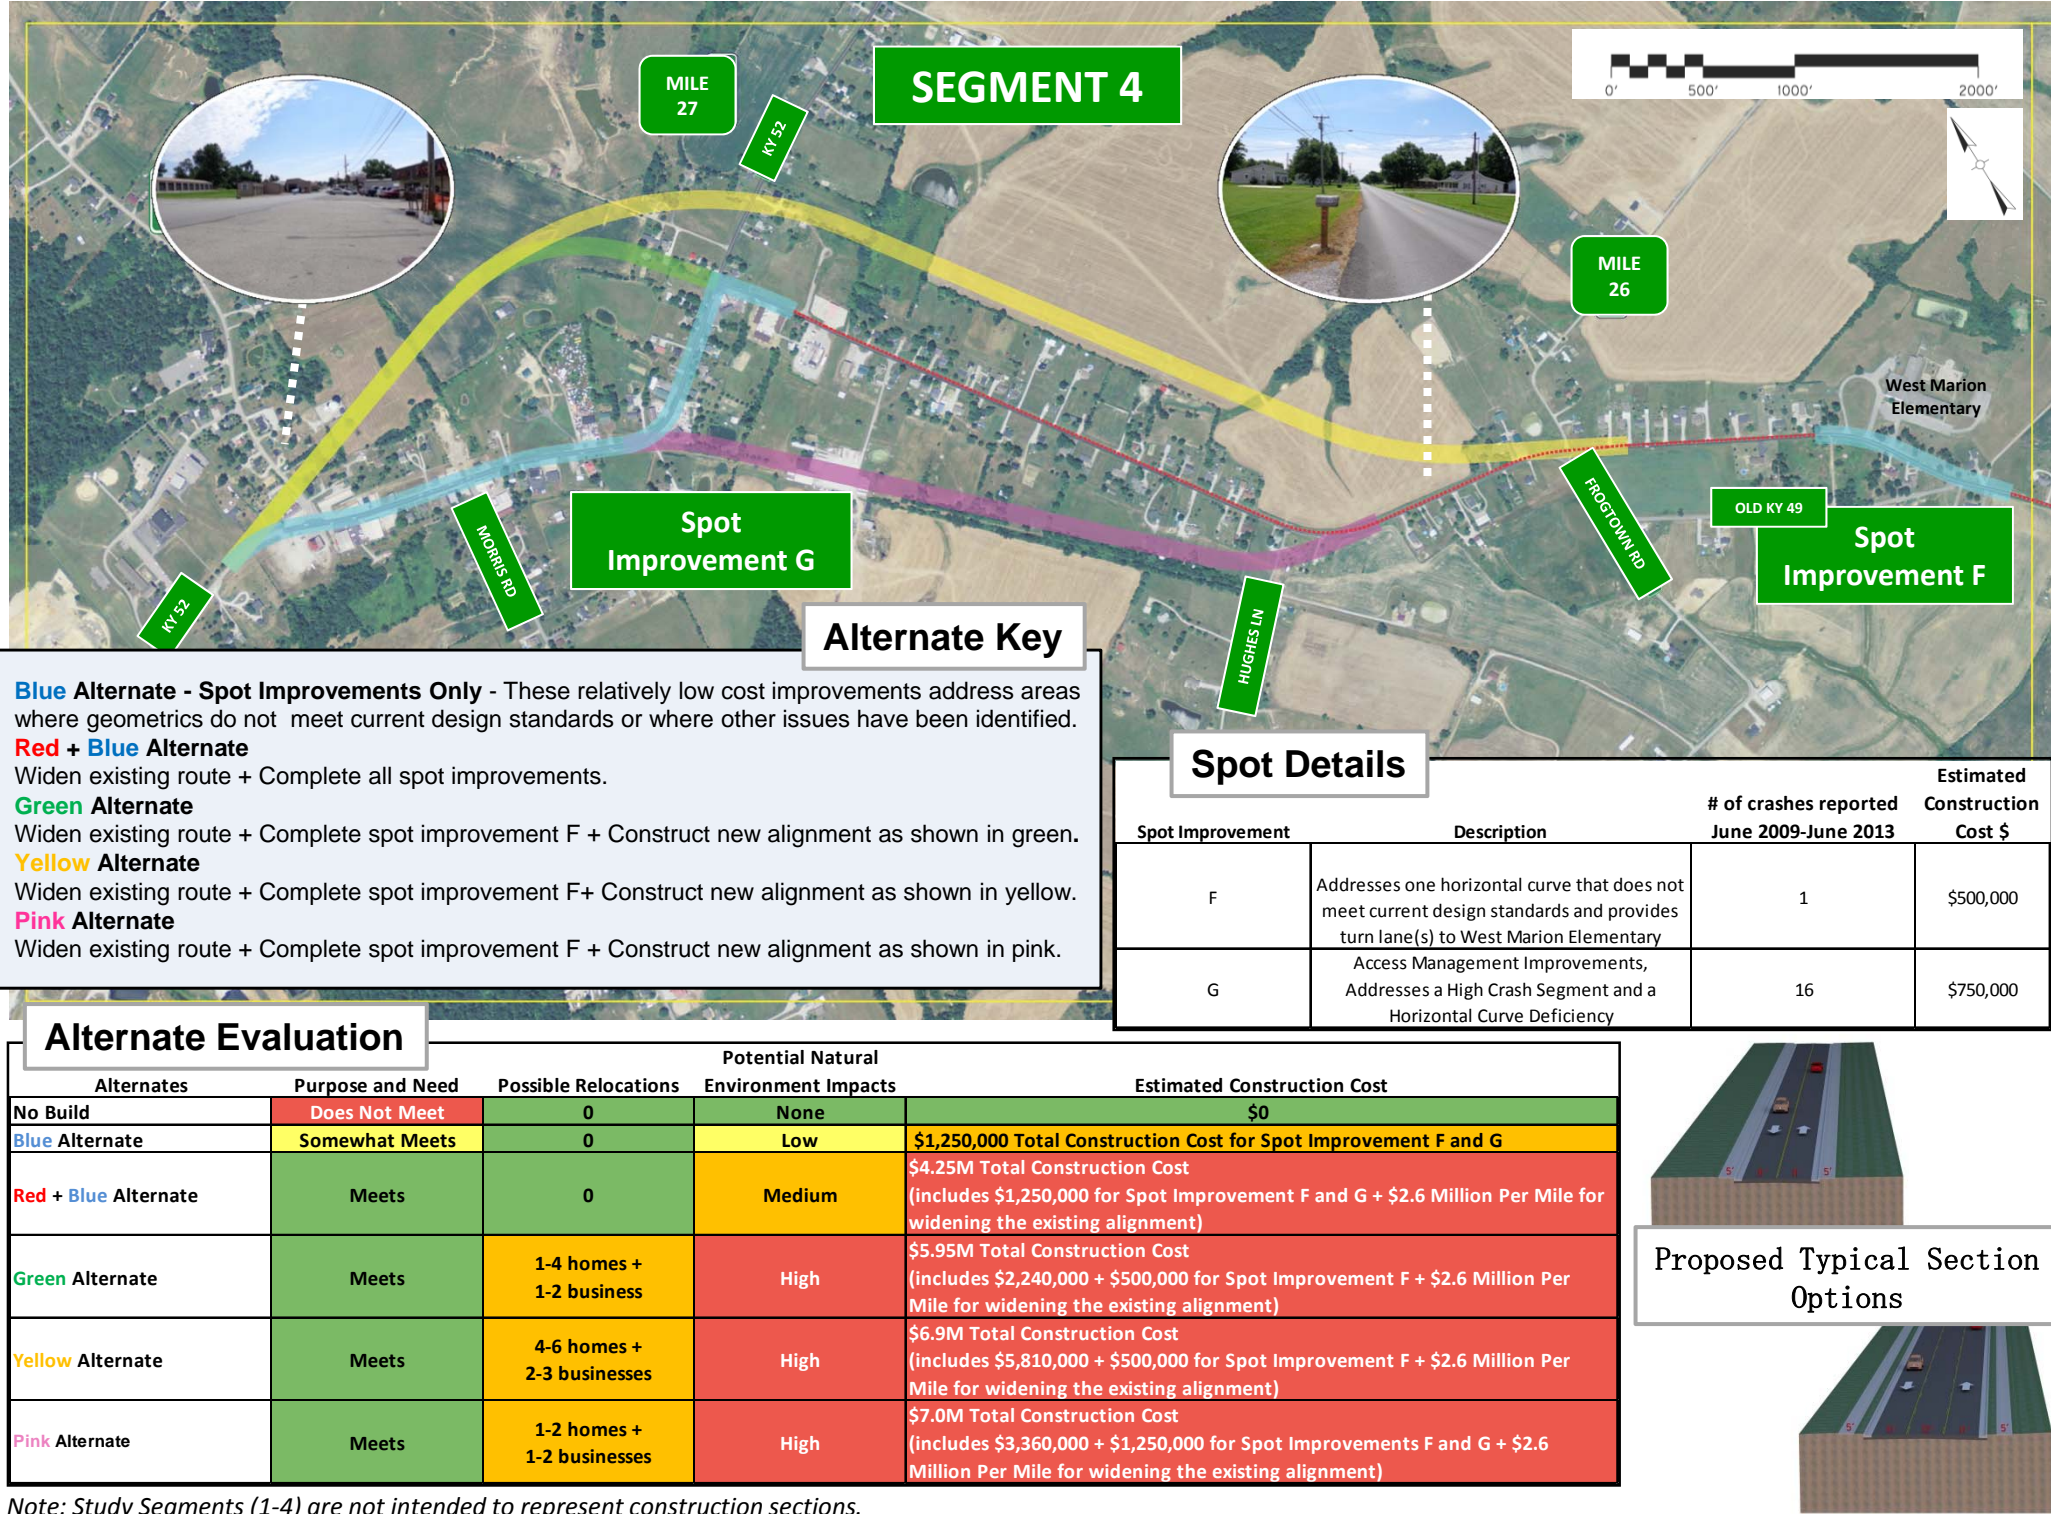 SEGMENT 4
MILE
27
KY 52
0'
500'
1000'
2000'
MILE
26
West Marion
Elementary
FROGTOWN RD
OLD KY 49
Spot
Improvement F
MORRIS RD
Spot
Improvement G
KY 52
HUGHES LN
Alternate Key
Blue Alternate - Spot Improvements Only - These relatively low cost improvements address areas
where geometrics do not meet current design standards or where other issues have been identified.
Red + Blue Alternate
Widen existing route + Complete all spot improvements.
Green Alternate
Widen existing route + Complete spot improvement F + Construct new alignment as shown in green.
Yellow Alternate
Widen existing route + Complete spot improvement F+ Construct new alignment as shown in yellow.
Pink Alternate
Widen existing route + Complete spot improvement F + Construct new alignment as shown in pink.
Spot Details
Spot Improvement
Description
# of crashes reported
June 2009-June 2013
Estimated
Construction
Cost $
F
Addresses one horizontal curve that does not
meet current design standards and provides
turn lane(s) to West Marion Elementary
1
$500,000
G
Access Management Improvements,
Addresses a High Crash Segment and a
Horizontal Curve Deficiency
16
$750,000
Alternate Evaluation
Alternates
Purpose and Need
Possible Relocations
Potential Natural
Environment Impacts
Estimated Construction Cost
No Build
Does Not Meet
0
None
$0
Blue Alternate
Somewhat Meets
0
Low
$1,250,000 Total Construction Cost for Spot Improvement F and G
Red + Blue Alternate
Meets
0
Medium
$4.25M Total Construction Cost
(includes $1,250,000 for Spot Improvement F and G + $2.6 Million Per Mile for
widening the existing alignment)
Green Alternate
Meets
1-4 homes +
1-2 business
High
$5.95M Total Construction Cost
(includes $2,240,000 + $500,000 for Spot Improvement F + $2.6 Million Per
Mile for widening the existing alignment)
Yellow Alternate
Meets
4-6 homes +
2-3 businesses
High
$6.9M Total Construction Cost
(includes $5,810,000 + $500,000 for Spot Improvement F + $2.6 Million Per
Mile for widening the existing alignment)
Pink Alternate
Meets
1-2 homes +
1-2 businesses
High
$7.0M Total Construction Cost
(includes $3,360,000 + $1,250,000 for Spot Improvements F and G + $2.6
Million Per Mile for widening the existing alignment)
5'
5'
Proposed Typical Section
Options
5'
5'
Note: Study Segments (1-4) are not intended to represent construction sections.